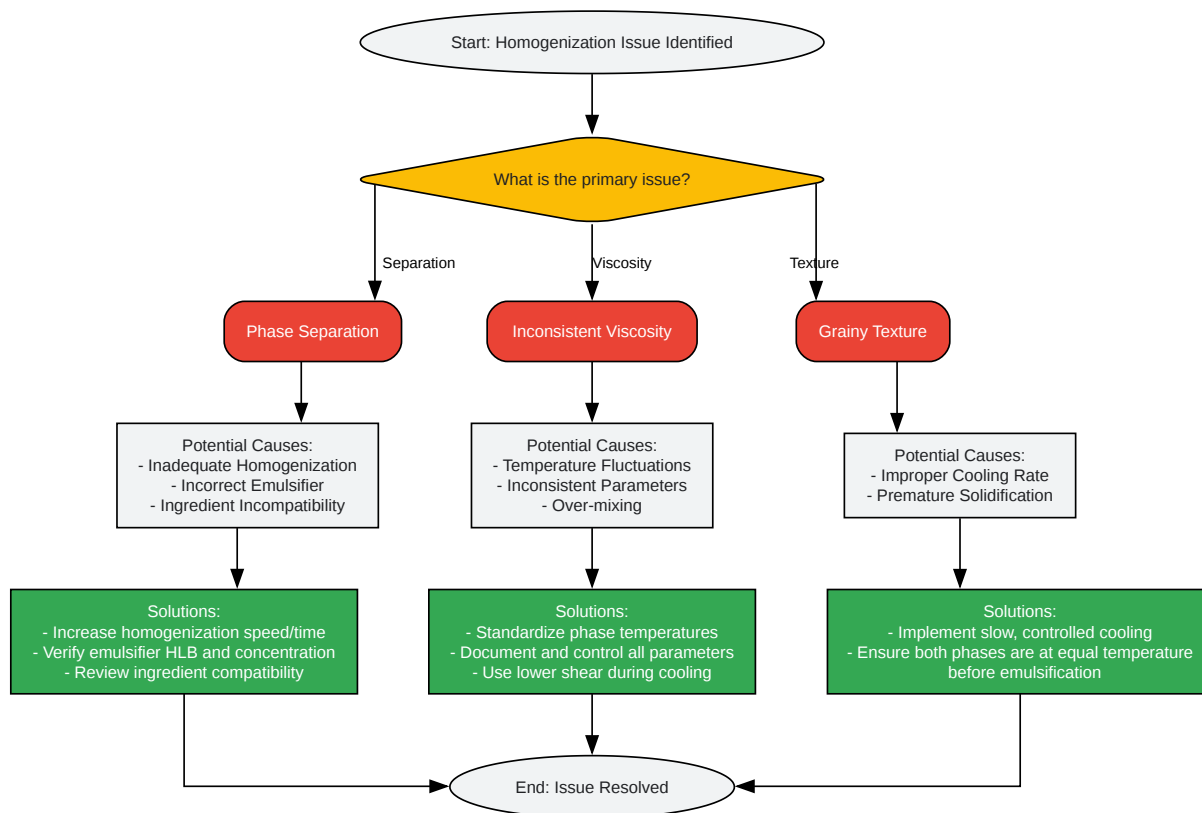 Start: Homogenization Issue Identified
What is the primary issue?
Separation
Viscosity
Texture
Phase Separation
Inconsistent Viscosity
Grainy Texture
Potential Causes:
- Inadequate Homogenization
- Incorrect Emulsifier
- Ingredient Incompatibility
Potential Causes:
- Temperature Fluctuations
- Inconsistent Parameters
- Over-mixing
Potential Causes:
- Improper Cooling Rate
- Premature Solidification
Solutions:
- Increase homogenization speed/time
- Verify emulsifier HLB and concentration
- Review ingredient compatibility
Solutions:
- Standardize phase temperatures
- Document and control all parameters
- Use lower shear during cooling
Solutions:
- Implement slow, controlled cooling
- Ensure both phases are at equal temperature
before emulsification
End: Issue Resolved